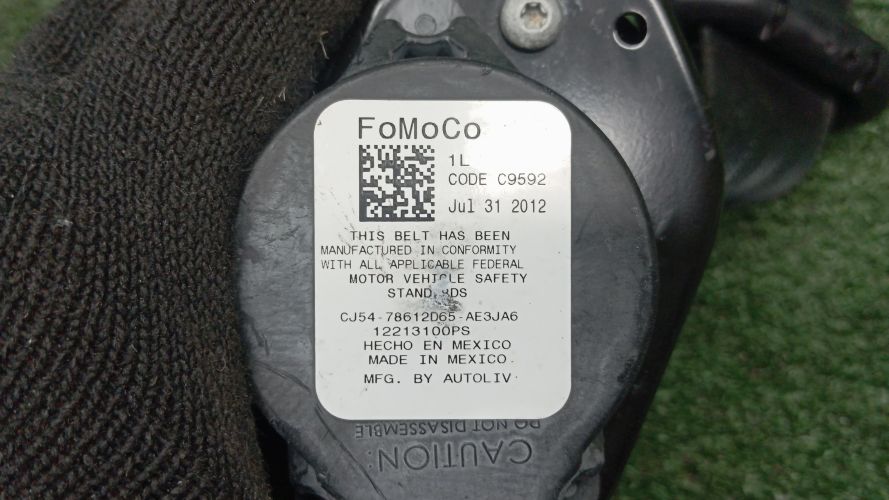 FoMoCo
1L
CODE C9592
Jul 31 2012
THIS BELT HAS BEEN
MANUFACTURED IN CONFORMITY
WITH ALL APPLICABLE FEDERAL
MOTOR VEHICLE SAFETY
STANDARDS
CJ54-78612D65-AE3JA6
12213100PS
HECHO EN MEXICO
MADE IN MEXICO.
MFG. BY AUTOLIV
CAUTION:
DO NOT DISASSEMBLE